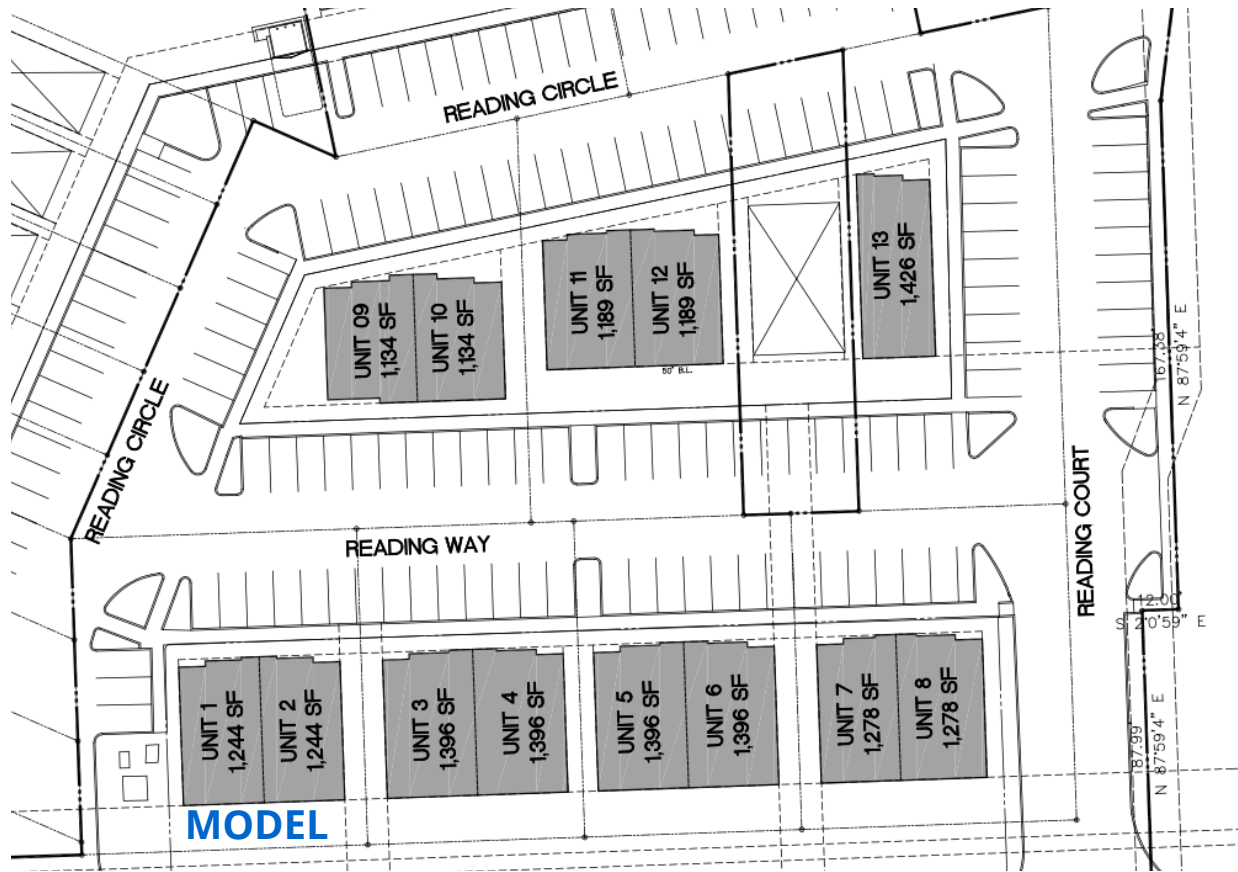 READING CIRCLE
UNIT 13
1,426 SF
UNIT 11
1,189 SF
UNIT 12
1,189 SF
UNIT 09
1,134 SF
UNIT 10
1,134 SF
50' B.L.
167.38'
N 87°59'4" E
READING CIRCLE
READING WAY
READING COURT
12.00'
S 2°0'59" E
UNIT 1
1,244 SF
UNIT 2
1,244 SF
UNIT 3
1,396 SF
UNIT 4
1,396 SF
UNIT 5
1,396 SF
UNIT 6
1,396 SF
UNIT 7
1,278 SF
UNIT 8
1,278 SF
87.99'
N 87°59'4" E
MODEL